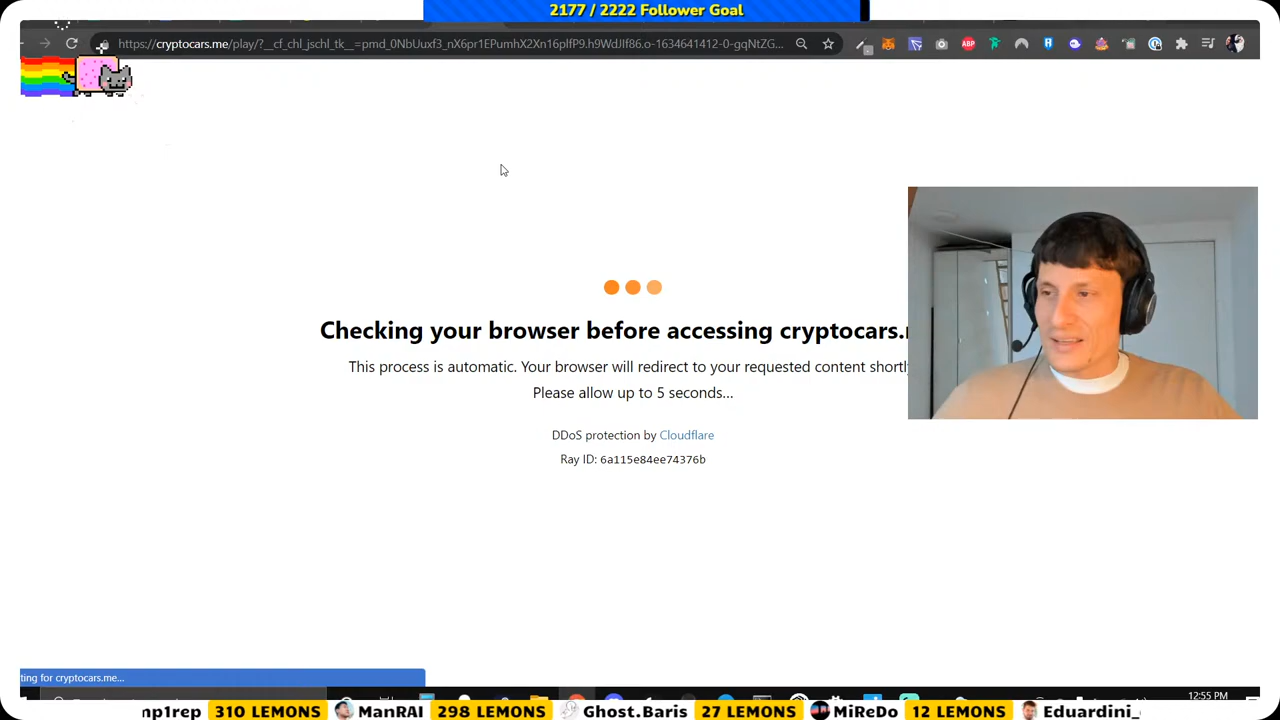 2177 / 2222 Follower Goal
https://cryptocars.me/play/?__cf_chl_jschl_tk__=pmd_0NbUuxf3_nX6pr1EPumhX2Xn16plfP9.h9WdJIf86.o-1634641412-0-gqNtZG...
ABP
Checking your browser before accessing cryptocars.
This process is automatic. Your browser will redirect to your requested content shortl
Please allow up to 5 seconds...
DDoS protection by Cloudflare
Ray ID: 6a115e84ee74376b
ting for cryptocars.me...
12:55 PM
mp1rep 310 LEMONS ManRAI 298 LEMONS Ghost.Baris 27 LEMONS MiReDo 12 LEMONS Eduardini_